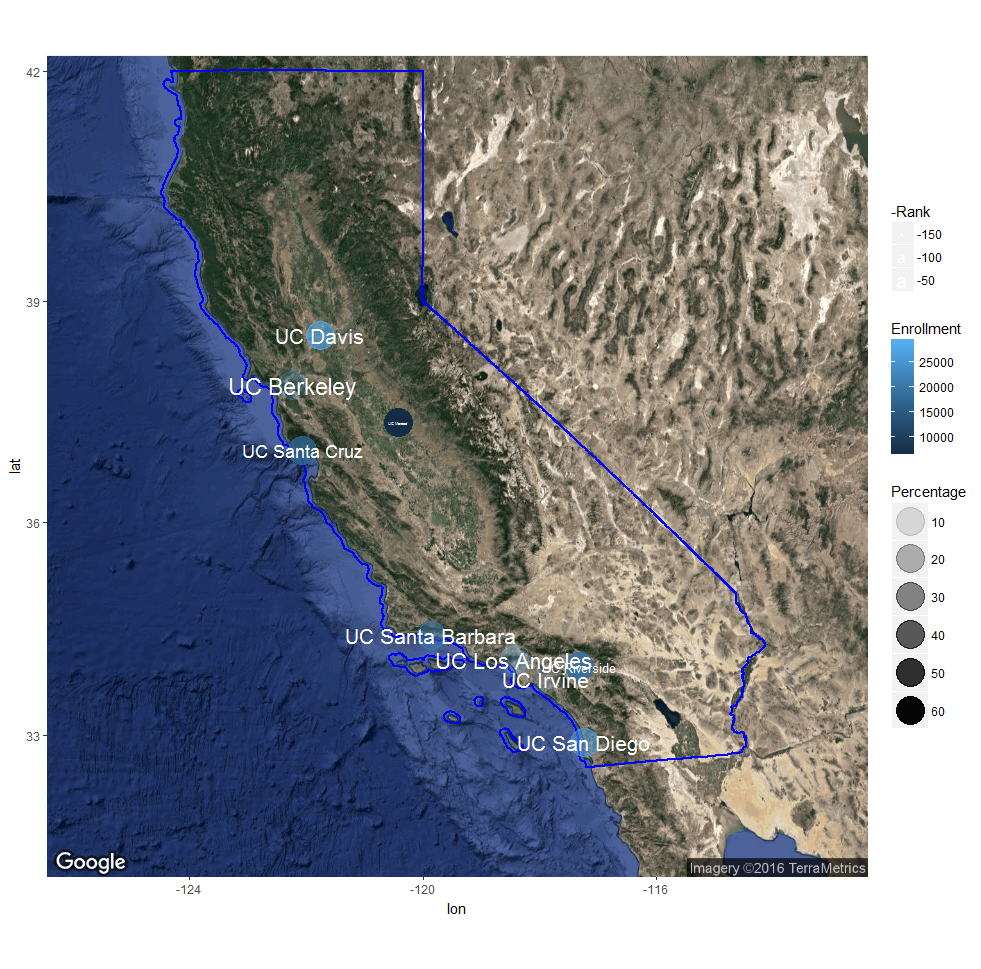 42
39
36
33
lat
UC Davis
UC Berkeley
UC Merced
UC Santa Cruz
UC Santa Barbara
UC Los Angeles
UC Riverside
UC Irvine
UC San Diego
Google
Imagery ©2016 TerraMetrics
-124
-120
-116
lon
-Rank
-150
a -100
a -50
Enrollment
25000
20000
15000
10000
Percentage
10
20
30
40
50
60